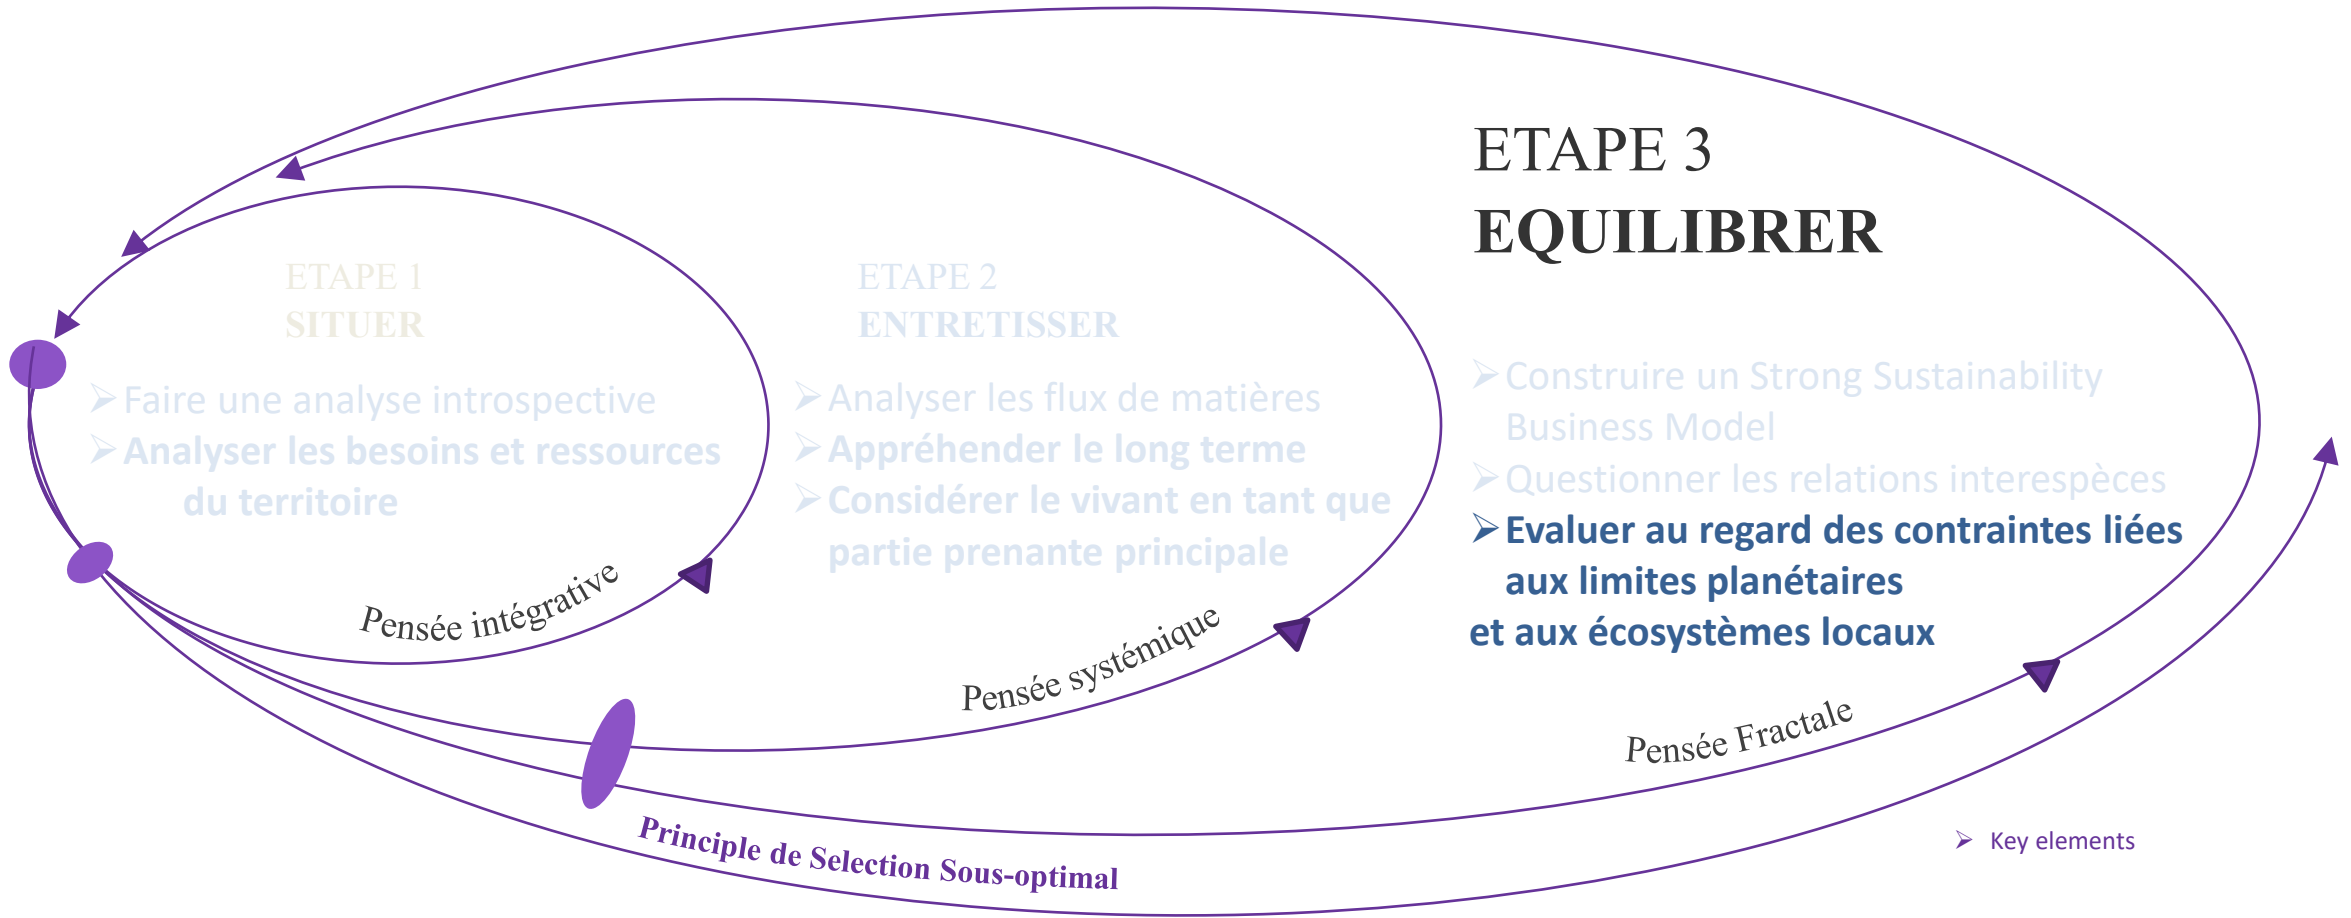 ETAPE 1
SITUER
➢Faire une analyse introspective
➢Analyser les besoins et ressources
du territoire
Pensée intégrative
ETAPE 2
ENTRETISSER
➢Analyser les flux de matières
➢Appréhender le long terme
➢Considérer le vivant en tant que
partie prenante principale
Pensée systémique
ETAPE 3
EQUILIBRER
➢Construire un Strong Sustainability
Business Model
➢Questionner les relations interespèces
➢Evaluer au regard des contraintes liées
aux limites planétaires
et aux écosystèmes locaux
Pensée Fractale
Principle de Selection Sous-optimal
➢ Key elements